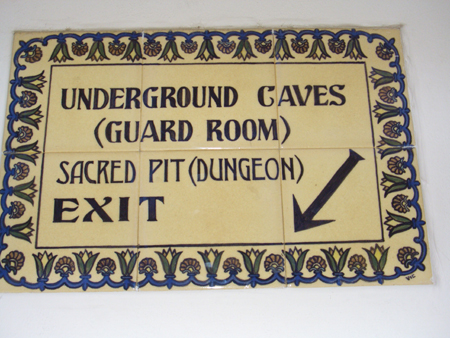 UNDERGROUND CAVES
(GUARD ROOM)
SACRED PIT (DUNGEON)
EXIT